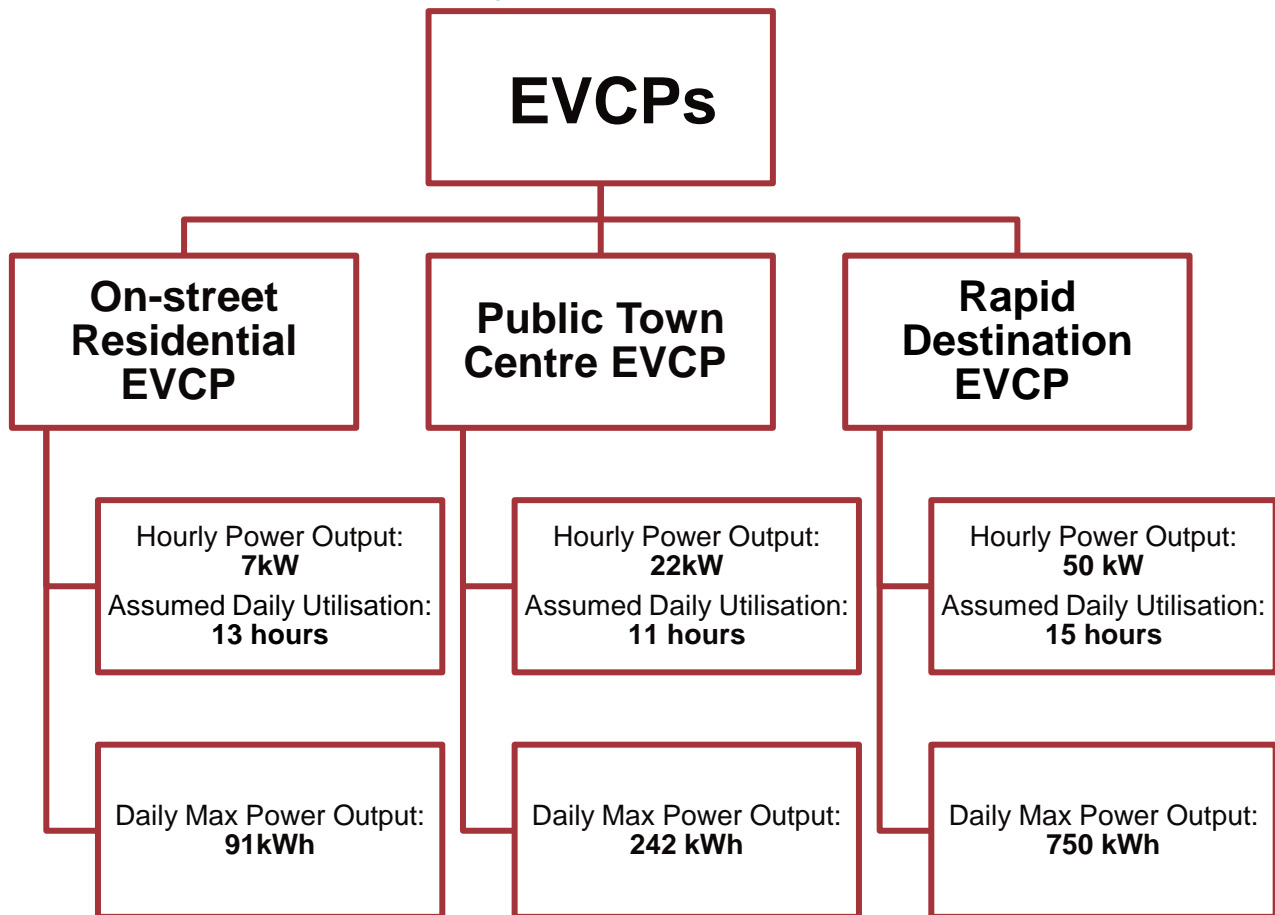 EVCPs
On-street
Residential
EVCP
Public Town
Centre EVCP
Rapid
Destination
EVCP
Hourly Power Output:
7kW
Assumed Daily Utilisation:
13 hours
Hourly Power Output:
22kW
Assumed Daily Utilisation:
11 hours
Hourly Power Output:
50 kW
Assumed Daily Utilisation:
15 hours
Daily Max Power Output:
91kWh
Daily Max Power Output:
242 kWh
Daily Max Power Output:
750 kWh